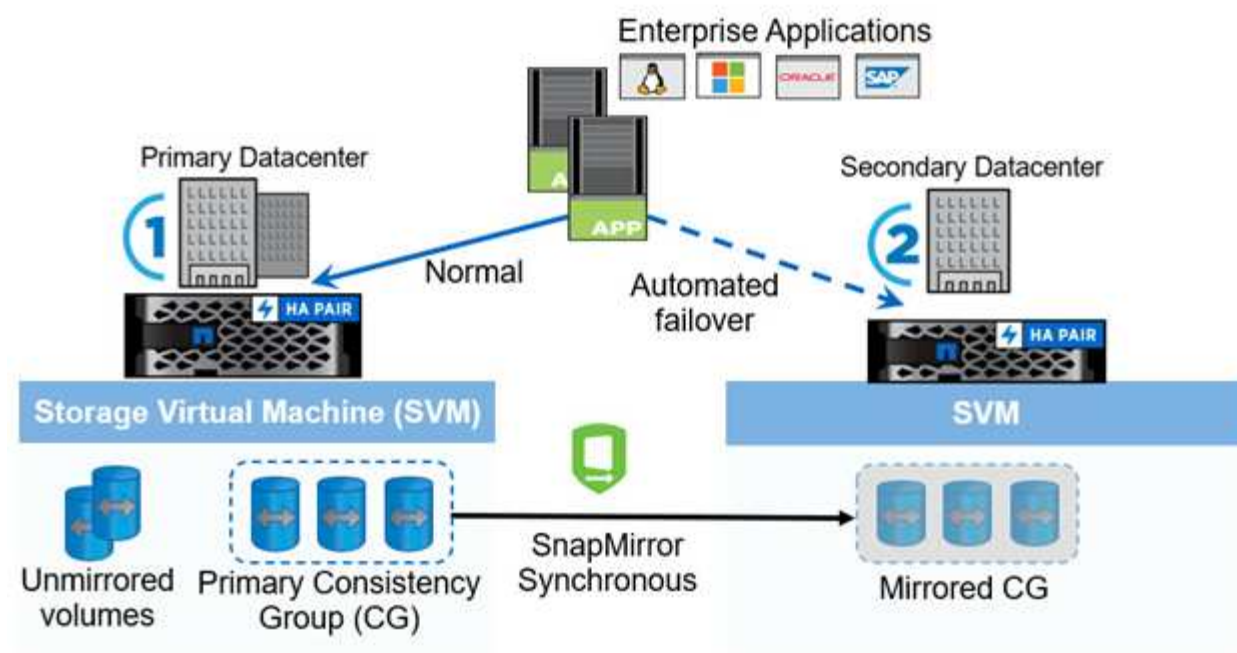 Enterprise Applications
ORACLE
SAP
Primary Datacenter
Secondary Datacenter
1
A
APP
2
Normal
Automated
failover
HA PAIR
HA PAIR
Storage Virtual Machine (SVM)
SVM
Unmirrored
volumes
Primary Consistency
Group (CG)
SnapMirror
Synchronous
Mirrored CG